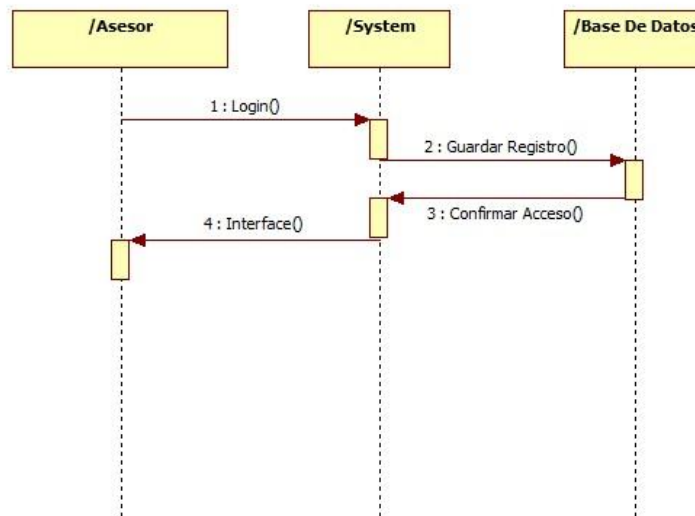 /Asesor
/System
/Base De Datos
1 : Login()
2 : Guardar Registro()
3 : Confirmar Acceso()
4 : Interface()